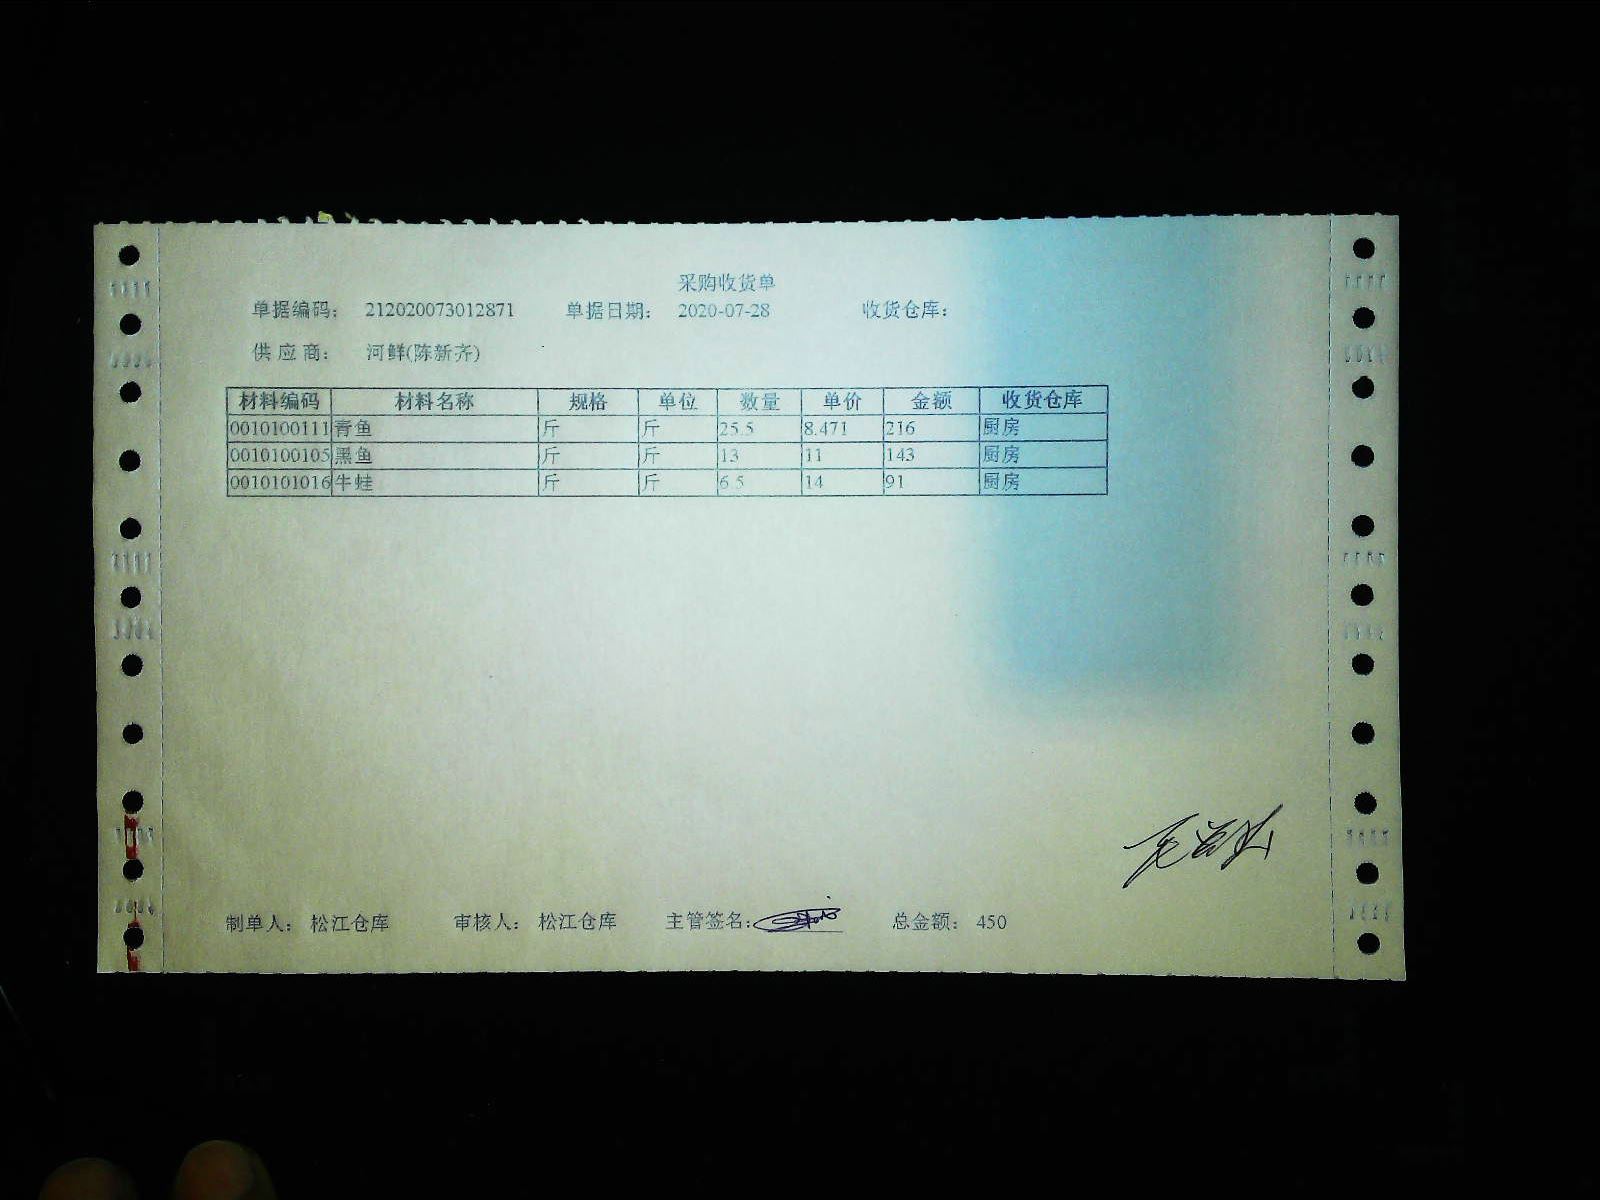 采购收货单
单据编码： 212020073012871 单据日期： 2020-07-28 收货仓库：
供 应 商： 河鲜(陈新齐)
材料编码 材料名称 规格 单位 数量 单价 金额 收货仓库
0010100111 青鱼 斤 斤 25.5 8.471 216 厨房
0010100105 黑鱼 斤 斤 13 11 143 厨房
0010101016 牛蛙 斤 斤 6.5 14 91 厨房
制单人： 松江仓库 审核人： 松江仓库 主管签名： 总金额： 450